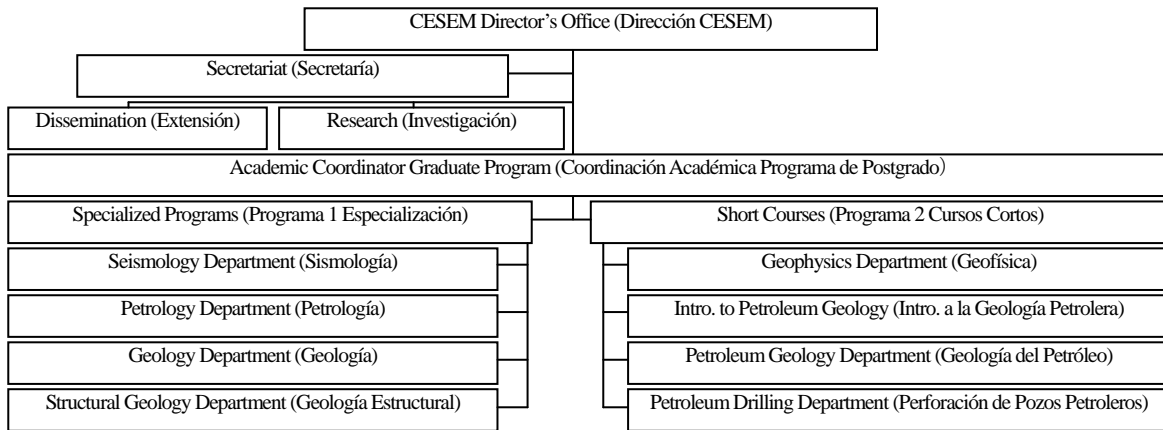 CESEM Director’s Office (Dirección CESEM)
Secretariat (Secretaría)
Dissemination (Extensión)
Research (Investigación)
Academic Coordinator Graduate Program (Coordinación Académica Programa de Postgrado)
Specialized Programs (Programa 1 Especialización)
Short Courses (Programa 2 Cursos Cortos)
Seismology Department (Sismología)
Geophysics Department (Geofísica)
Petrology Department (Petrología)
Intro. to Petroleum Geology (Intro. a la Geología Petrolera)
Geology Department (Geología)
Petroleum Geology Department (Geología del Petróleo)
Structural Geology Department (Geología Estructural)
Petroleum Drilling Department (Perforación de Pozos Petroleros)